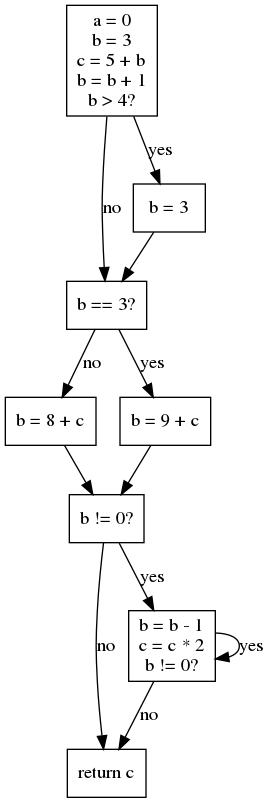 a = 0
b = 3
c = 5 + b
b = b + 1
b > 4?
yes
no
b = 3
b == 3?
no
yes
b = 8 + c
b = 9 + c
b != 0?
yes
b = b - 1
c = c * 2
b != 0?
yes
no
no
return c